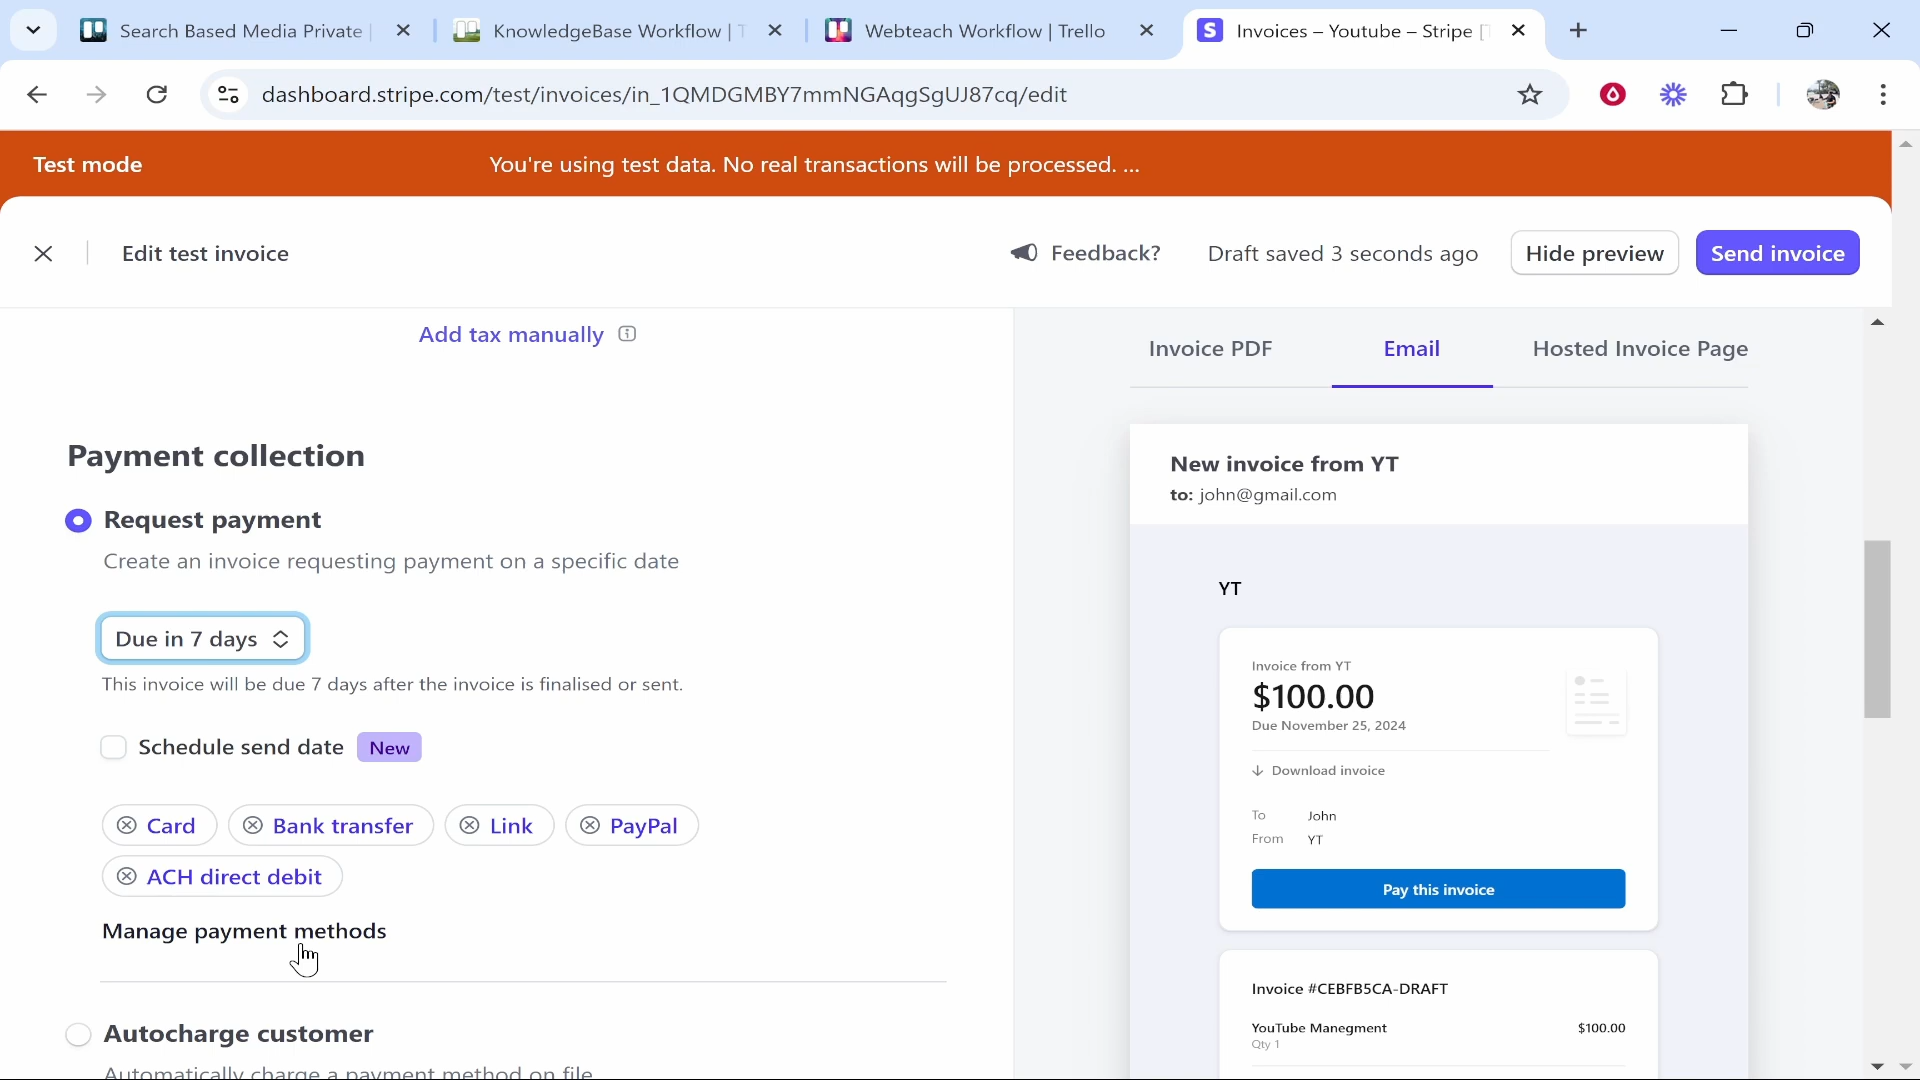 Search Based Media Private
KnowledgeBase Workflow | T
Webteach Workflow | Trello
Invoices – Youtube – Stripe [T
dashboard.stripe.com/test/invoices/in_1QMDGMBY7mmNGAqgSgUJ87cq/edit
Test mode
You're using test data. No real transactions will be processed. ...
Edit test invoice
Feedback?
Draft saved 3 seconds ago
Hide preview
Send invoice
Add tax manually
Payment collection
Request payment
Create an invoice requesting payment on a specific date
Due in 7 days
This invoice will be due 7 days after the invoice is finalised or sent.
Schedule send date New
Card
Bank transfer
Link
PayPal
ACH direct debit
Manage payment methods
Autocharge customer
Automatically charge a payment method on file
Invoice PDF
Email
Hosted Invoice Page
New invoice from YT
to: john@gmail.com
YT
Invoice from YT
$100.00
Due November 25, 2024
Download invoice
To John
From YT
Pay this invoice
Invoice #CEBFB5CA-DRAFT
YouTube Manegment $100.00
Qty 1